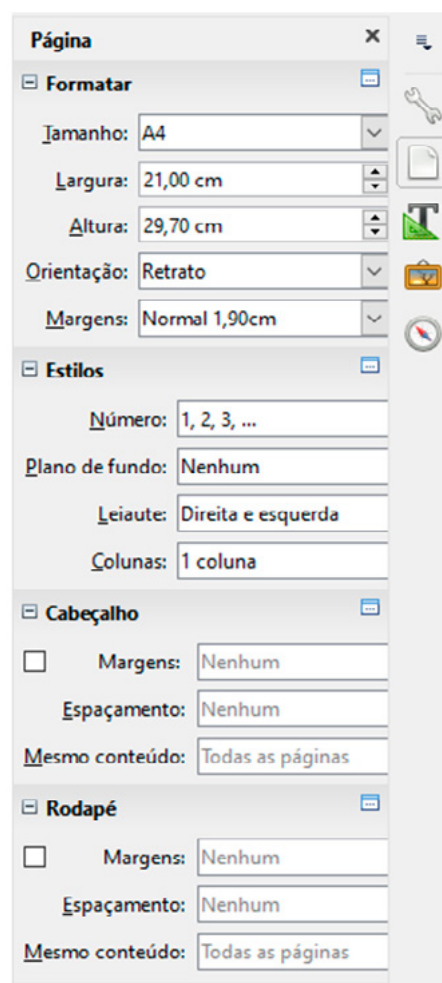 Página
Formatar
Tamanho: A4
Largura: 21,00 cm
Altura: 29,70 cm
Orientação: Retrato
Margens: Normal 1,90cm
Estilos
Número: 1, 2, 3, ...
Plano de fundo: Nenhum
Leiaute: Direita e esquerda
Colunas: 1 coluna
Cabeçalho
Margens: Nenhum
Espaçamento: Nenhum
Mesmo conteúdo: Todas as páginas
Rodapé
Margens: Nenhum
Espaçamento: Nenhum
Mesmo conteúdo: Todas as páginas